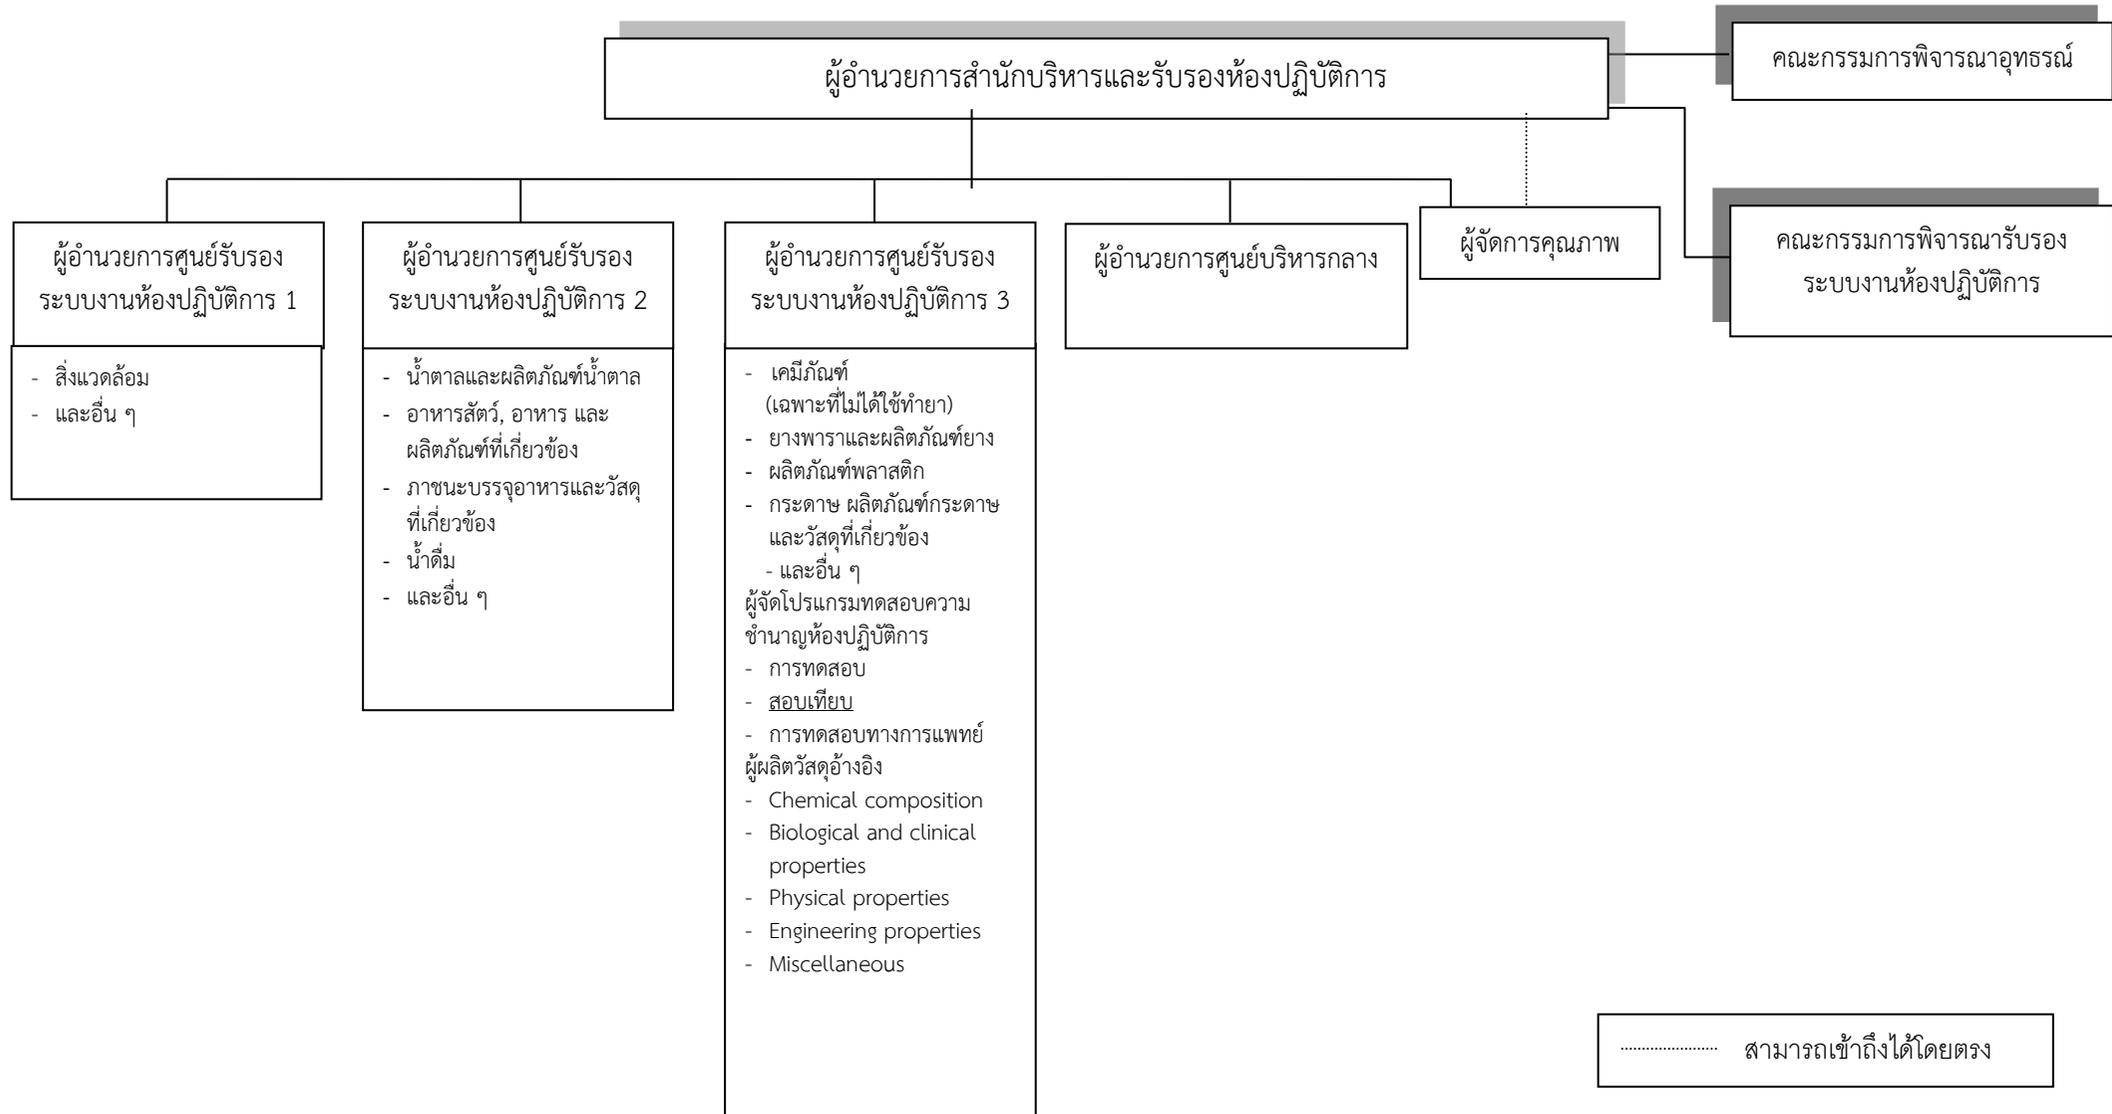 ผู้อำนวยการสำนักบริหารและรับรองห้องปฏิบัติการ
คณะกรรมการพิจารณาอุทธรณ์
ผู้อำนวยการศูนย์รับรอง
ระบบงานห้องปฏิบัติการ 1
ผู้อำนวยการศูนย์รับรอง
ระบบงานห้องปฏิบัติการ 2
ผู้อำนวยการศูนย์รับรอง
ระบบงานห้องปฏิบัติการ 3
ผู้อำนวยการศูนย์บริหารกลาง
ผู้จัดการคุณภาพ
คณะกรรมการพิจารณารับรอง
ระบบงานห้องปฏิบัติการ
- สิ่งแวดล้อม
- และอื่น ๆ
- น้ำตาลและผลิตภัณฑ์น้ำตาล
- อาหารสัตว์, อาหาร และ
ผลิตภัณฑ์ที่เกี่ยวข้อง
- ภาชนะบรรจุอาหารและวัสดุ
ที่เกี่ยวข้อง
- น้ำดื่ม
- และอื่น ๆ
- เคมีภัณฑ์
(เฉพาะที่ไม่ได้ใช้ทำยา)
- ยางพาราและผลิตภัณฑ์ยาง
- ผลิตภัณฑ์พลาสติก
- กระดาษ ผลิตภัณฑ์กระดาษ
และวัสดุที่เกี่ยวข้อง
- และอื่น ๆ
ผู้จัดโปรแกรมทดสอบความ
ชำนาญห้องปฏิบัติการ
- การทดสอบ
- สอบเทียบ
- การทดสอบทางการแพทย์
ผู้ผลิตวัสดุอ้างอิง
- Chemical composition
- Biological and clinical
properties
- Physical properties
- Engineering properties
- Miscellaneous
สามารถเข้าถึงได้โดยตรง